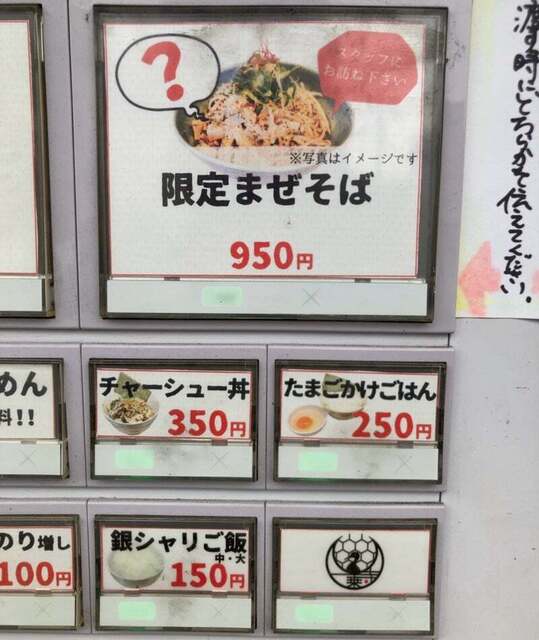 ?
スタッフに
お訪ね下さい
※写真はイメージです
限定まぜそば
950円
渡す時にどちらかを伝えてください。
めん
料!!
チャーシュー丼
350円
たまごかけごはん
250円
のり増し
100円
銀シャリご飯
中・大
150円